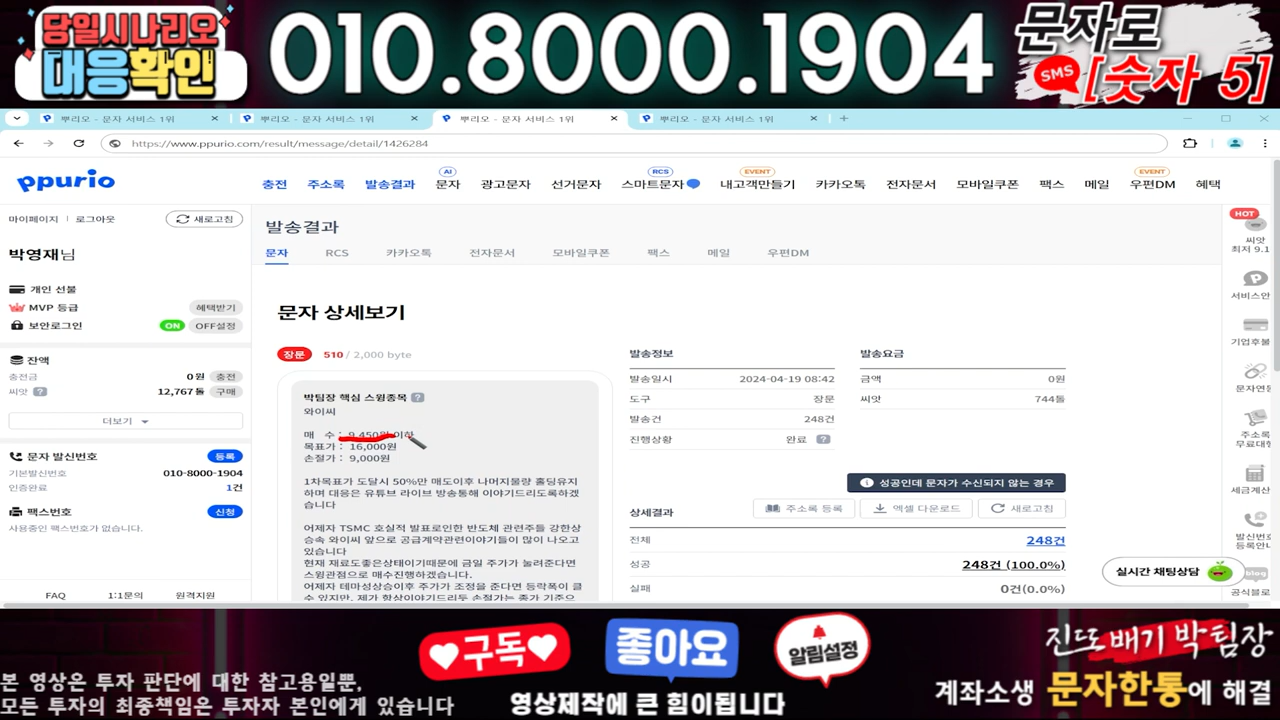 당일시나리오
대응확인
010.8000.1904
문자로
SMS
[숫자 5]
뿌리오 - 문자 서비스 1위
뿌리오 - 문자 서비스 1위
뿌리오 - 문자 서비스 1위
뿌리오 - 문자 서비스 1위
https://www.ppurio.com/result/message/detail/1426284
ppurio
충전
주소록
발송결과
AI
문자
광고문자
선거문자
RCS
스마트문자
EVENT
내고객만들기
카카오톡
전자문서
모바일쿠폰
팩스
메일
EVENT
우편DM
혜택
마이페이지 | 로그아웃
새로고침
박영재님
개인 선불
MVP 등급 혜택받기
보안로그인 ON OFF설정
잔액
충전금 0원 충전
씨앗 ? 12,767톨 구매
더보기
문자 발신번호 등록
기본발신번호 010-8000-1904
인증완료 1건
팩스번호 신청
사용중인 팩스번호가 없습니다.
FAQ 1:1문의 원격지원
발송결과
문자 RCS 카카오톡 전자문서 모바일쿠폰 팩스 메일 우편DM
문자 상세보기
장문 510 / 2,000 byte
박팀장 핵심 스윙종목 ?
와이씨
매 수 : 9,450원 이하
목표가 : 16,000원
손절가 : 9,000원
1차목표가 도달시 50%만 매도이후 나머지물량 홀딩유지
하며 대응은 유튜브 라이브 방송통해 이야기드리도록하겠
습니다
어제자 TSMC 호실적 발표로인한 반도체 관련주들 강한상
승속 와이씨 앞으로 공급계약관련이야기들이 많이 나오고
있습니다
현재 재료도좋은상태이기때문에 금일 주가가 눌려준다면
스윙관점으로 매수진행하겠습니다.
어제자 테마성상승이후 주가가 조정을 준다면 등락폭이 클
수 있지만, 제가 항상이야기드리듯 손절가는 종가 기준으
발송정보
발송일시 2024-04-19 08:42
도구 장문
발송건 248건
진행상황 완료 ?
발송요금
금액 0원
씨앗 744톨
성공인데 문자가 수신되지 않는 경우
상세결과
주소록 등록
엑셀 다운로드
새로고침
전체 248건
성공 248건 (100.0%)
실패 0건(0.0%)
HOT
씨앗
최저 9.1
서비스안
기업후불
문자연동
주소록
무료대행
세금계산
발신번호
등록안내
blog
공식블로
실시간 채팅상담
본 영상은 투자 판단에 대한 참고용일뿐,
모든 투자의 최종책임은 투자자 본인에게 있습니다
구독
좋아요
알림설정
영상제작에 큰 힘이됩니다
진또배기 박팀장
계좌소생 문자한통에 해결